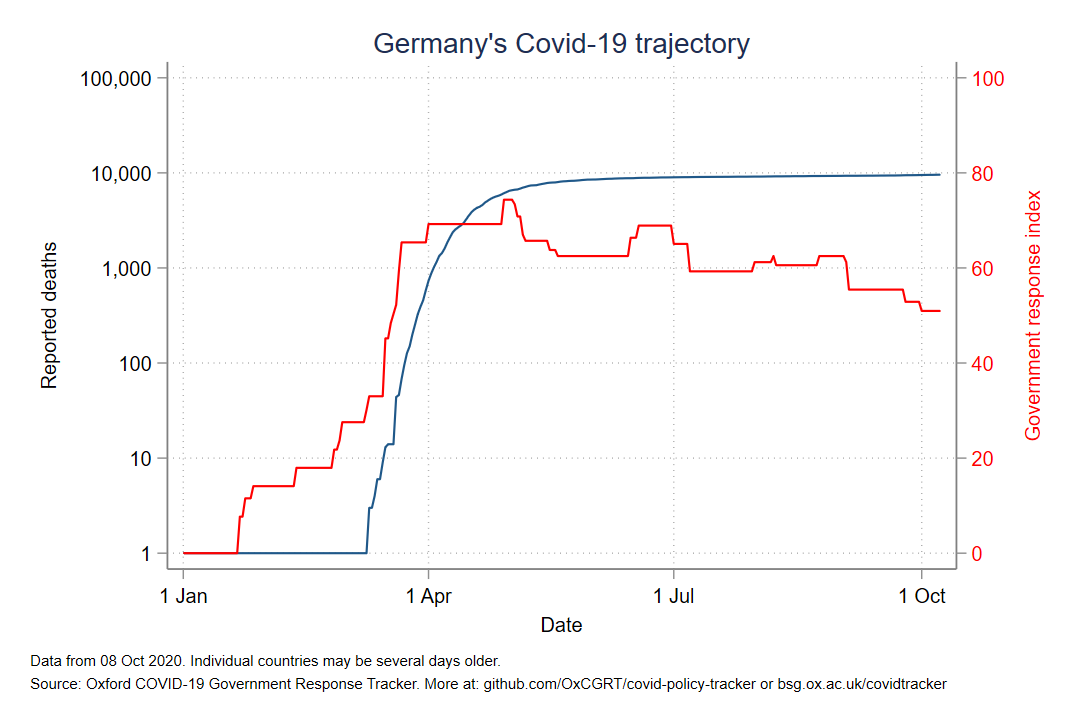 Germany's Covid-19 trajectory
100,000
10,000
1,000
100
10
1
Reported deaths
100
80
60
40
20
0
Government response index
1 Jan
1 Apr
1 Jul
1 Oct
Date
Data from 08 Oct 2020. Individual countries may be several days older.
Source: Oxford COVID-19 Government Response Tracker. More at: github.com/OxCGRT/covid-policy-tracker or bsg.ox.ac.uk/covidtracker